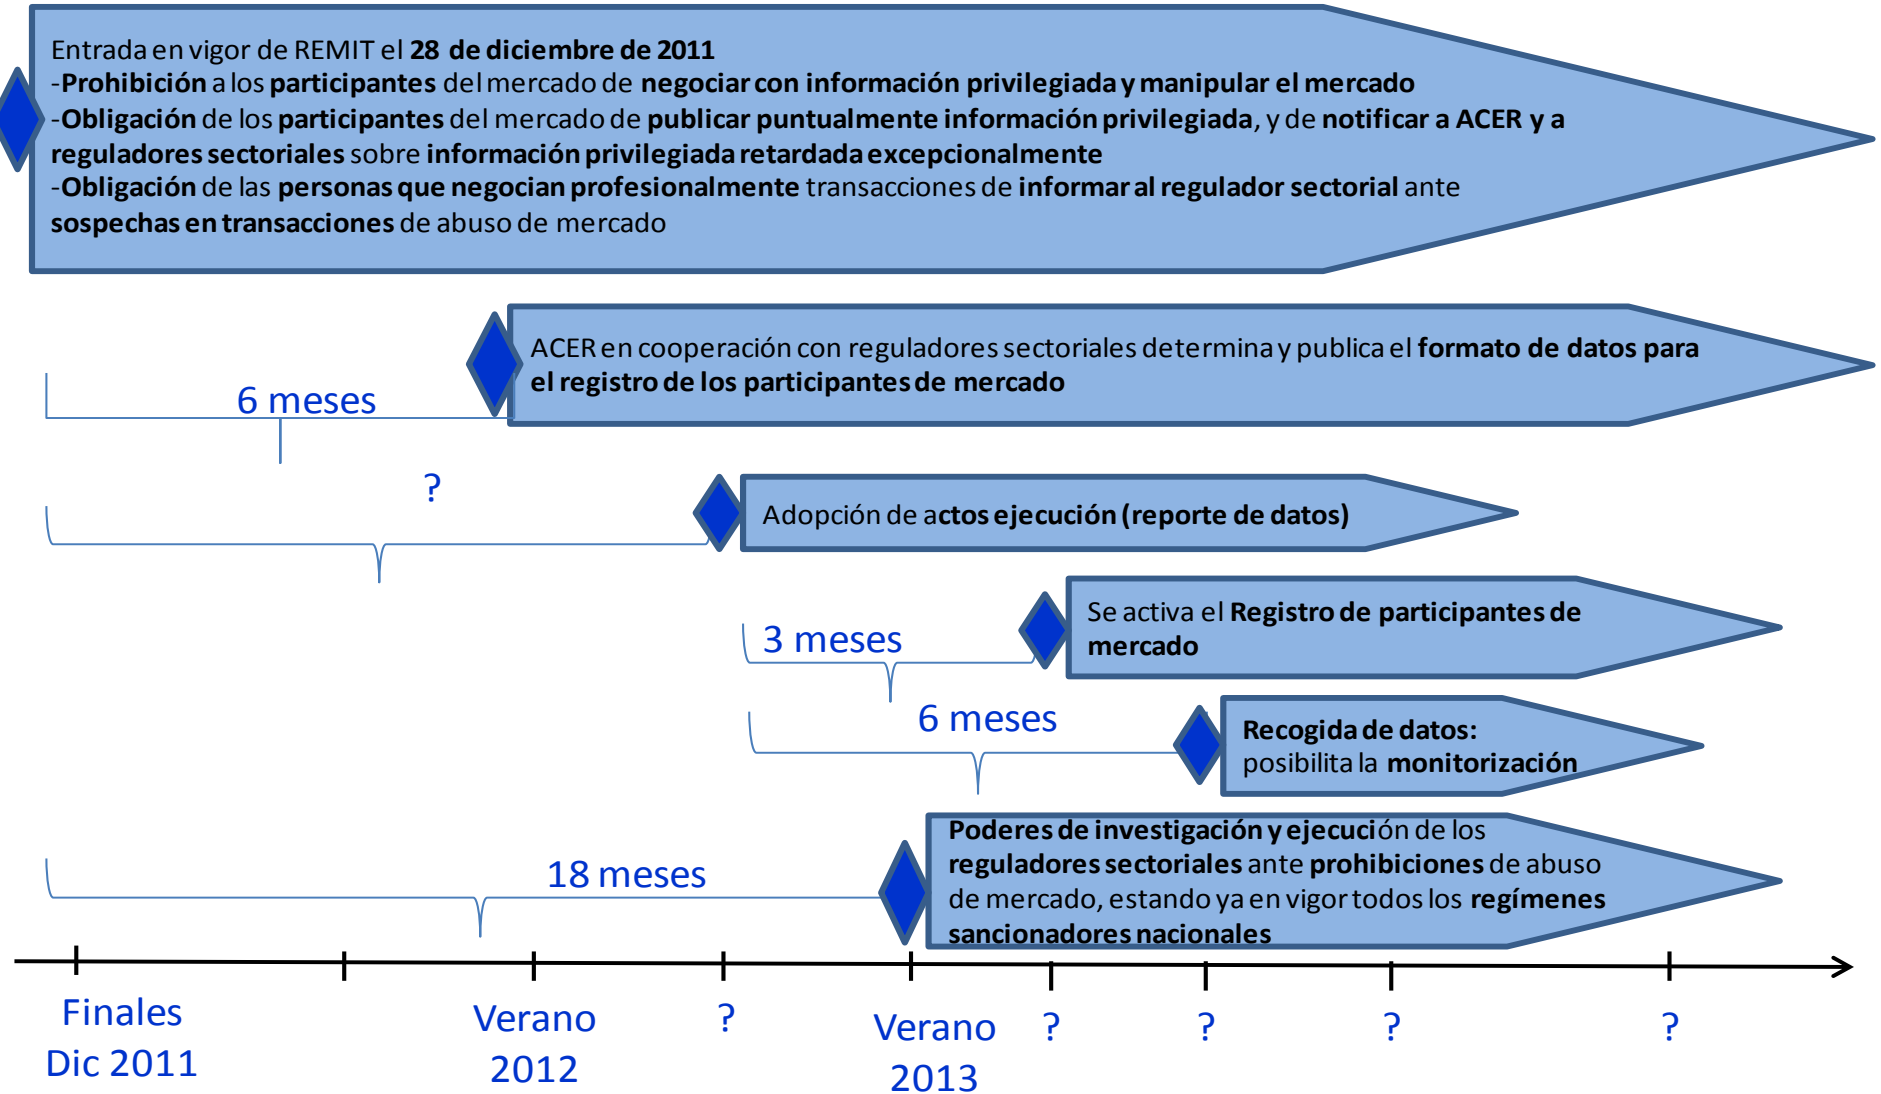 Entrada en vigor de REMIT el 28 de diciembre de 2011
-Prohibición a los participantes del mercado de negociar con información privilegiada y manipular el mercado
-Obligación de los participantes del mercado de publicar puntualmente información privilegiada, y de notificar a ACER y a
reguladores sectoriales sobre información privilegiada retardada excepcionalmente
-Obligación de las personas que negocian profesionalmente transacciones de informar al regulador sectorial ante
sospechas en transacciones de abuso de mercado
ACER en cooperación con reguladores sectoriales determina y publica el formato de datos para
el registro de los participantes de mercado
6 meses
?
Adopción de actos ejecución (reporte de datos)
Se activa el Registro de participantes de
mercado
3 meses
6 meses
Recogida de datos:
posibilita la monitorización
Poderes de investigación y ejecución de los
reguladores sectoriales ante prohibiciones de abuso
de mercado, estando ya en vigor todos los regímenes
sancionadores nacionales
18 meses
Finales
Dic 2011
Verano
2012
?
Verano
2013
?
?
?
?